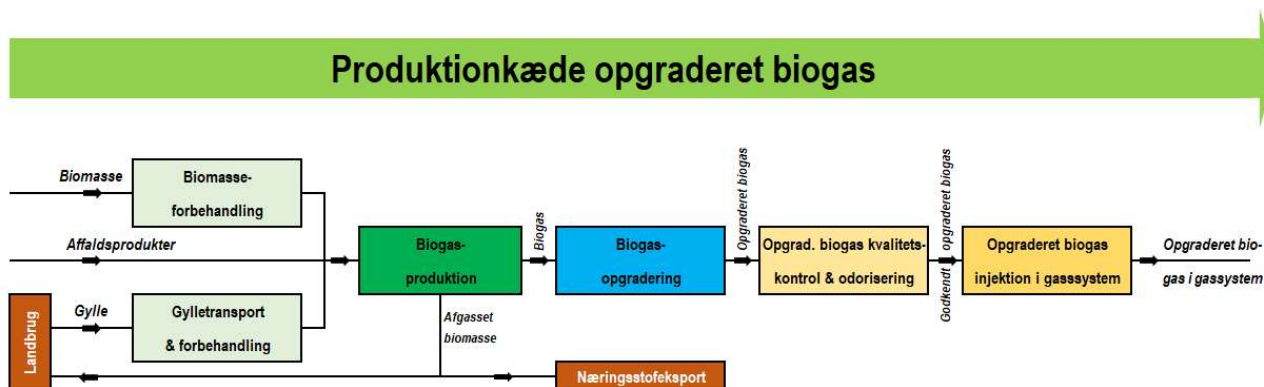 Produktionkæde opgraderet biogas
Biomasse
Biomasse-
forbehandling
Affaldsprodukter
Gylle
Gylletransport
& forbehandling
Landbrug
Biogas-
produktion
Afgasset
biomasse
Biogas
Biogas-
opgradering
Næringsstofeksport
Opgraderet biogas
Opgrad. biogas kvalitets-
kontrol & odorisering
Godkendt opgraderet biogas
Opgraderet biogas
injektion i gasssystem
Opgraderet bio-
gas i gassystem